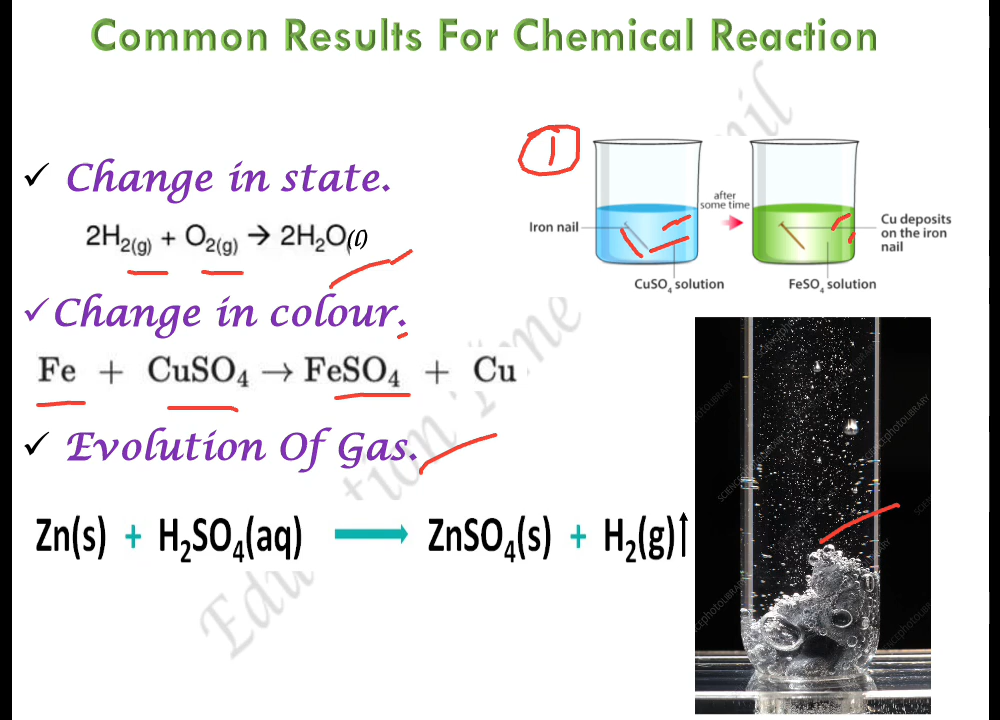 Common Results For Chemical Reaction
✓ Change in state.
2H₂(g) + O₂(g) → 2H₂O(l)
✓ Change in colour.
Fe + CuSO₄ → FeSO₄ + Cu
✓ Evolution Of Gas.
Zn(s) + H₂SO₄(aq) → ZnSO₄(s) + H₂(g)↑
1
Iron nail
CuSO₄ solution
after
some time
Cu deposits
on the iron
nail
FeSO₄ solution
SCIENCEphotoLIBRARY